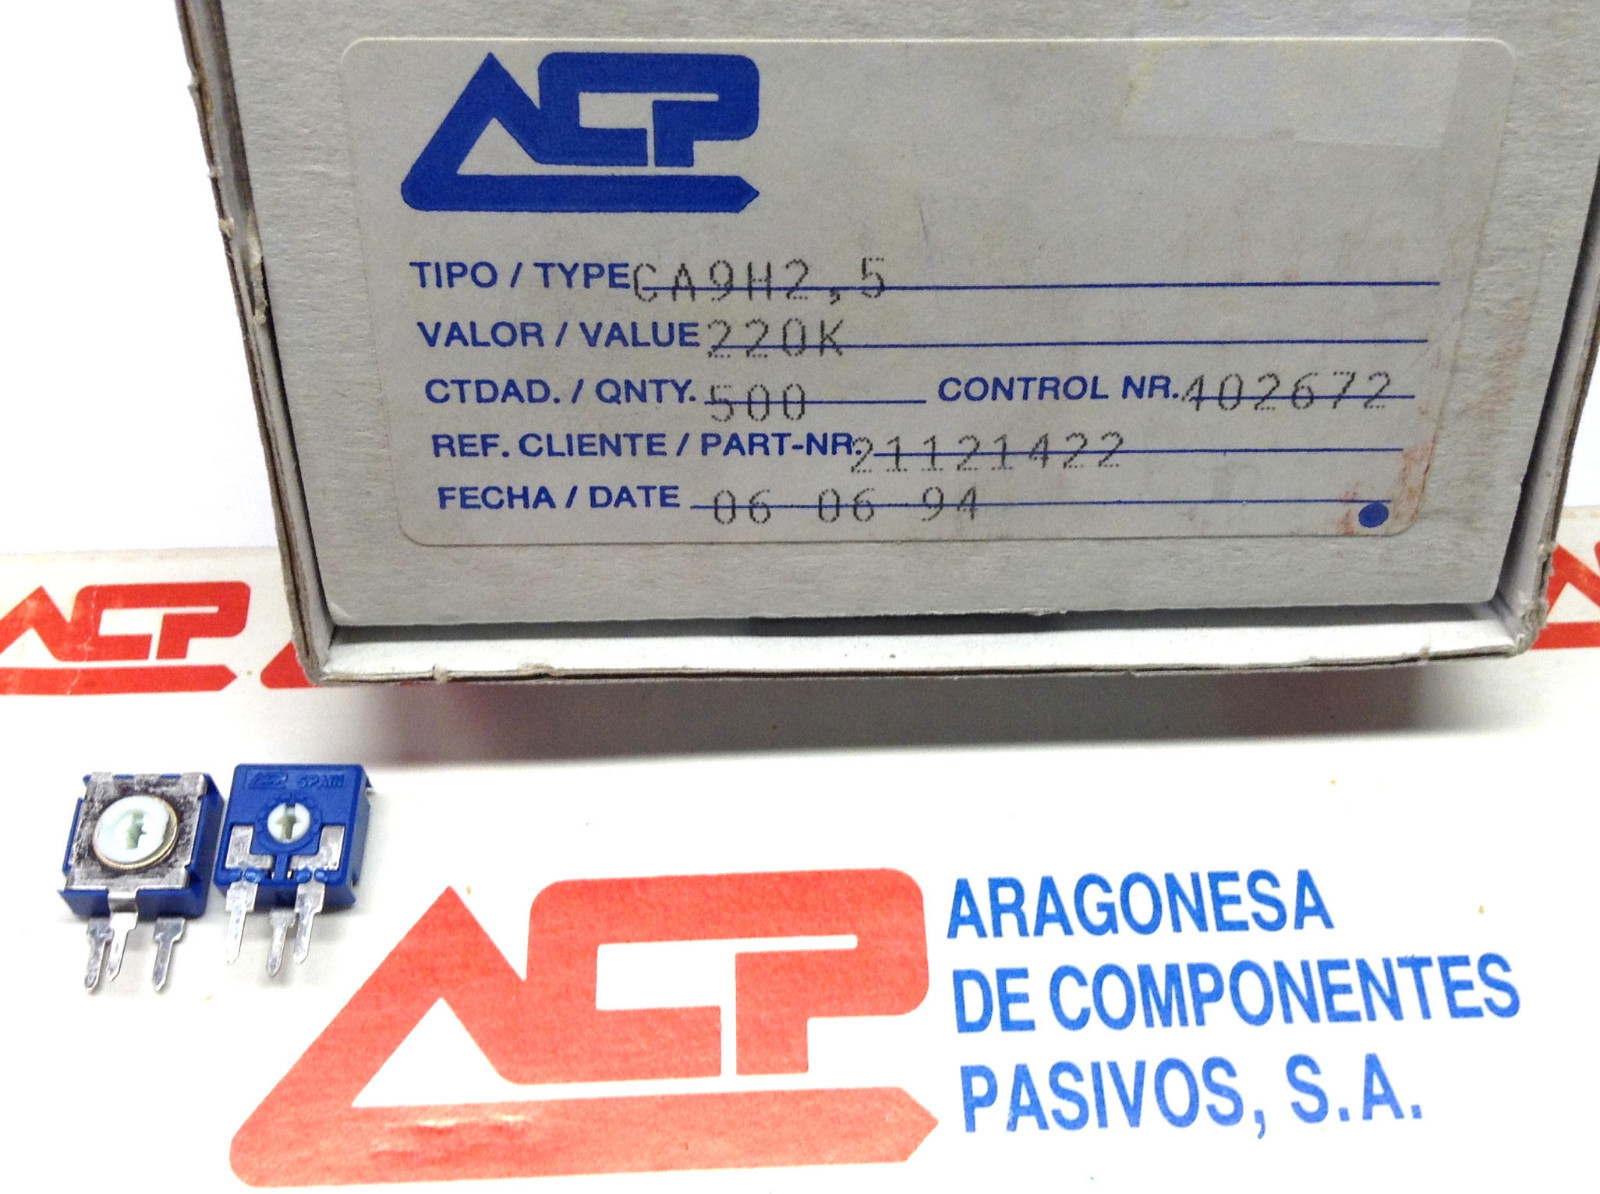 ACP
TIPO / TYPE CA9H2,5
VALOR / VALUE 220K
CTDAD. / QNTY. 500 CONTROL NR. 402672
REF. CLIENTE / PART-NR. 21121422
FECHA / DATE 06 06 94
ACP
ACP SPAIN
ACP
ARAGONESA
DE COMPONENTES
PASIVOS, S.A.